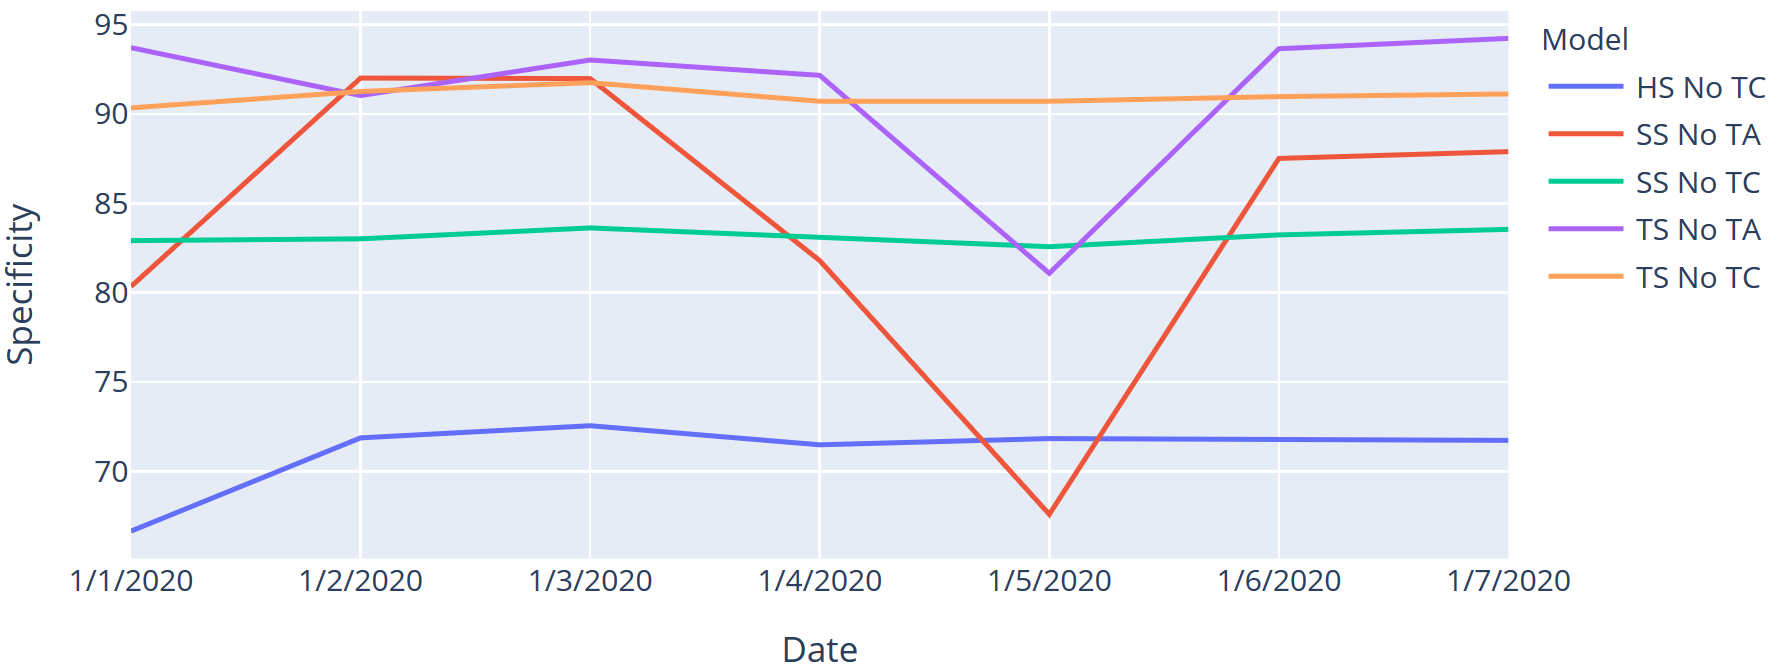 95
90
85
80
75
70
Specificity
1/1/2020 1/2/2020 1/3/2020 1/4/2020 1/5/2020 1/6/2020 1/7/2020
Date
Model
HS No TC
SS No TA
SS No TC
TS No TA
TS No TC